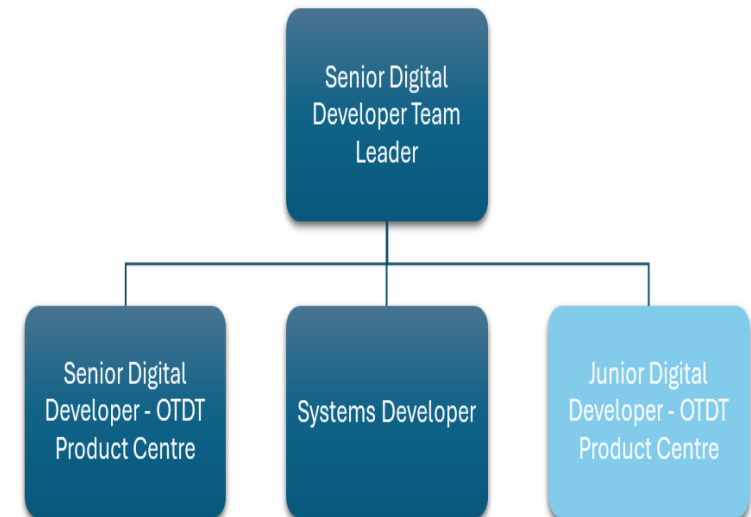 Senior Digital
Developer Team
Leader
Senior Digital
Developer - OTDT
Product Centre
Systems Developer
Junior Digital
Developer - OTDT
Product Centre